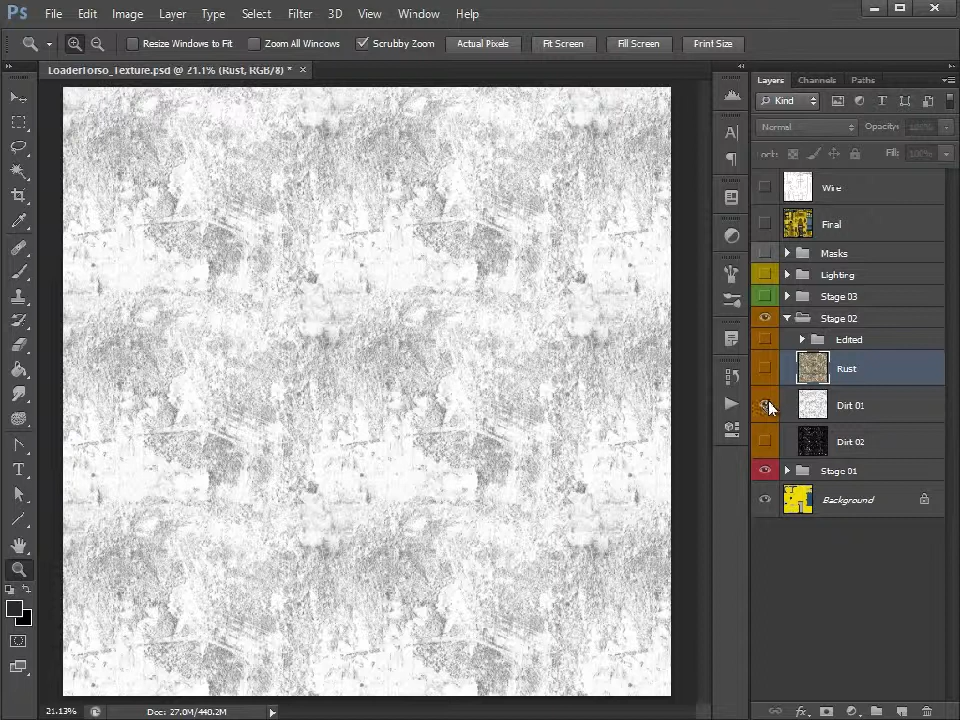 Ps File Edit Image Layer Type Select Filter 3D View Window Help
Resize Windows to Fit Zoom All Windows Scrubby Zoom Actual Pixels Fit Screen Fill Screen Print Size
LoaderTorso_Texture.psd @ 21.1% (Rust, RGB/8) * ×
Layers Channels Paths
Kind
Normal Opacity: 100%
Lock: Fill: 100%
Wire
Final
Masks
Lighting
Stage 03
Stage 02
Edited
Rust
Dirt 01
Dirt 02
Stage 01
Background
21.13% Doc: 27.0M/440.2M